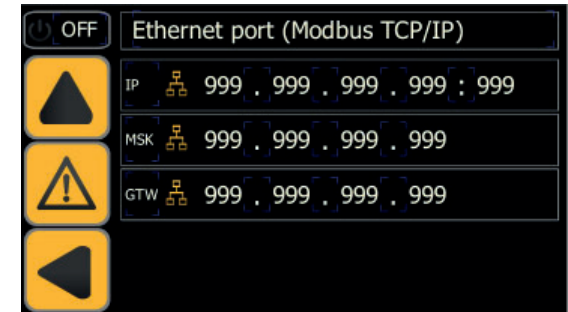 OFF
Ethernet port (Modbus TCP/IP)
IP 999 . 999 . 999 . 999 : 999
MSK 999 . 999 . 999 . 999
GTW 999 . 999 . 999 . 999